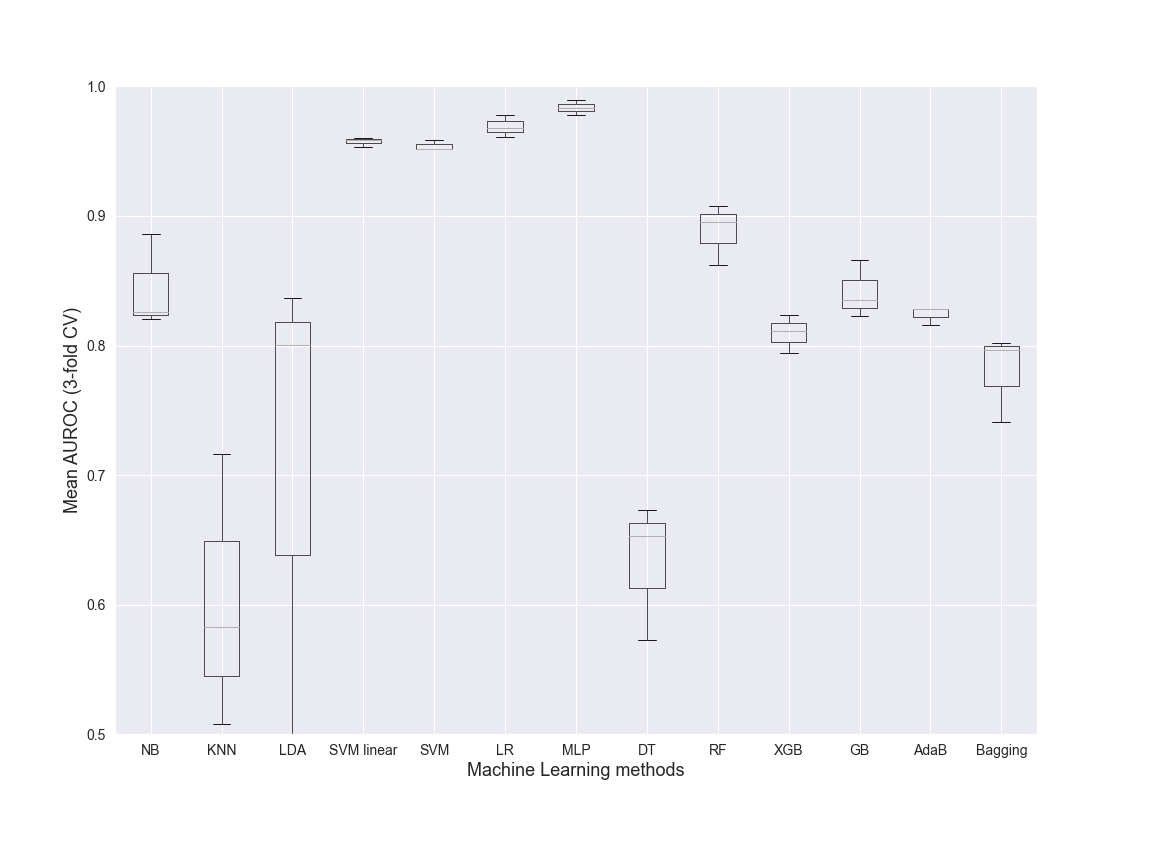 1.0
0.9
0.8
0.7
0.6
0.5
Mean AUROC (3-fold CV)
NB KNN LDA SVM linear SVM LR MLP DT RF XGB GB AdaB Bagging
Machine Learning methods